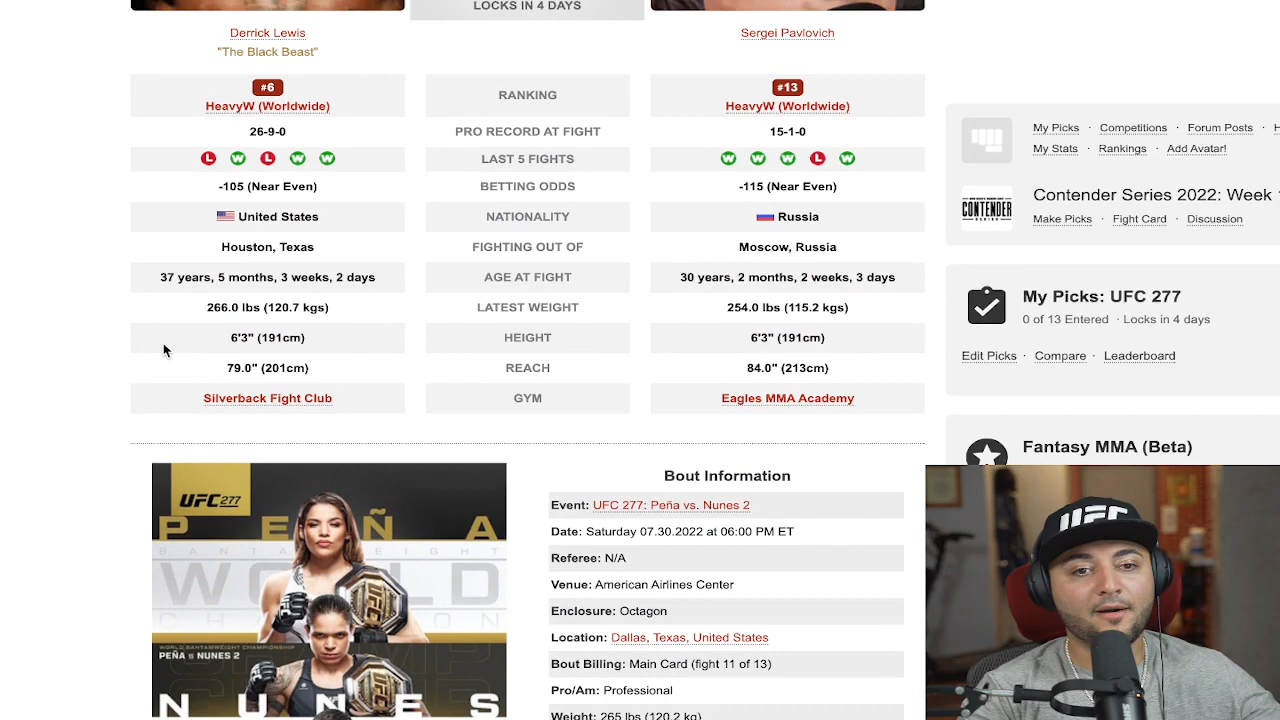 LOCKS IN 4 DAYS
Derrick Lewis
"The Black Beast"
Sergei Pavlovich
#6
HeavyW (Worldwide)
RANKING
#13
HeavyW (Worldwide)
26-9-0
PRO RECORD AT FIGHT
15-1-0
L W L W W
LAST 5 FIGHTS
W W W L W
-105 (Near Even)
BETTING ODDS
-115 (Near Even)
United States
NATIONALITY
Russia
Houston, Texas
FIGHTING OUT OF
Moscow, Russia
37 years, 5 months, 3 weeks, 2 days
AGE AT FIGHT
30 years, 2 months, 2 weeks, 3 days
266.0 lbs (120.7 kgs)
LATEST WEIGHT
254.0 lbs (115.2 kgs)
6'3" (191cm)
HEIGHT
6'3" (191cm)
79.0" (201cm)
REACH
84.0" (213cm)
Silverback Fight Club
GYM
Eagles MMA Academy
My Picks · Competitions · Forum Posts ·
My Stats · Rankings · Add Avatar!
CONTENDER
SERIES
Contender Series 2022: Week
Make Picks · Fight Card · Discussion
My Picks: UFC 277
0 of 13 Entered · Locks in 4 days
Edit Picks · Compare · Leaderboard
Fantasy MMA (Beta)
UFC 277
PEÑA
BANTAMWEIGHT
WORLD
CHAMPIONSHIP
WORLD BANTAMWEIGHT CHAMPIONSHIP
PEÑA vs NUNES 2
NUNES
Bout Information
Event: UFC 277: Peña vs. Nunes 2
Date: Saturday 07.30.2022 at 06:00 PM ET
Referee: N/A
Venue: American Airlines Center
Enclosure: Octagon
Location: Dallas, Texas, United States
Bout Billing: Main Card (fight 11 of 13)
Pro/Am: Professional
Weight: 265 lbs (120.2 kg)
UFC